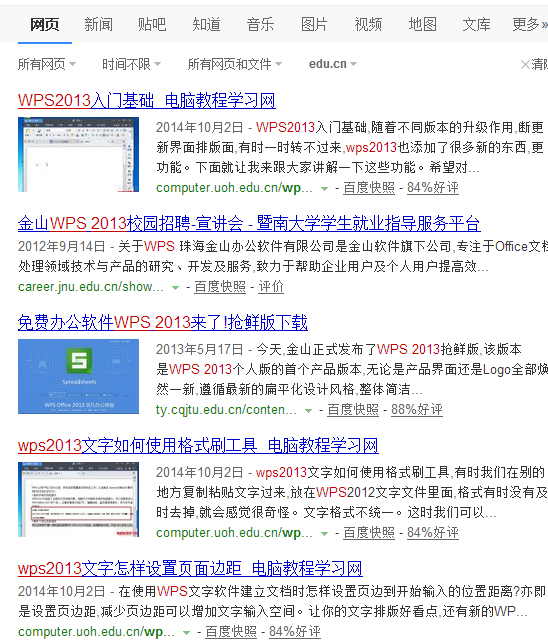 网页 新闻 贴吧 知道 音乐 图片 视频 地图 文库 更多»
所有网页 时间不限 所有网页和文件 edu.cn ×清除
WPS2013入门基础_电脑教程学习网
2014年10月2日 - WPS2013入门基础,随着不同版本的升级作用,断更
新界面排版面,有时一时转不过来,wps2013也添加了很多新的东西,更
功能。下面就让我来跟大家讲解一下这些功能。希望对...
computer.uoh.edu.cn/wp... - 百度快照 - 84%好评
金山WPS 2013校园招聘-宣讲会 - 暨南大学学生就业指导服务平台
2012年9月14日 - 关于WPS 珠海金山办公软件有限公司是金山软件旗下公司,专注于Office文档
处理领域技术与产品的研究、开发及服务,致力于帮助企业用户及个人用户提高效...
career.jnu.edu.cn/show... - 百度快照 - 评价
免费办公软件WPS 2013来了!抢鲜版下载
Spreadsheets
2013年5月17日 - 今天,金山正式发布了WPS 2013抢鲜版,该版本
是WPS 2013个人版的首个产品版本,无论是产品界面还是Logo全部焕
然一新,遵循最新的扁平化设计风格,整体简洁...
ty.cqjtu.edu.cn/conten... - 百度快照 - 88%好评
wps2013文字如何使用格式刷工具_电脑教程学习网
2014年10月2日 - wps2013文字如何使用格式刷工具,有时我们在别的
地方复制粘贴文字过来,放在WPS2012文字文件里面,格式有时没有及
时去掉,就会感觉很奇怪。文字格式不统一。这时我们可以...
computer.uoh.edu.cn/wp... - 百度快照 - 84%好评
wps2013文字怎样设置页面边距_电脑教程学习网
2014年10月2日 - 在使用WPS文字软件建立文档时怎样设置页边到开始输入的位置距离?亦即
是设置页边距,减少页边距可以增加文字输入空间。让你的文字排版好看点,还有新的WP...
computer.uoh.edu.cn/wp... - 百度快照 - 84%好评